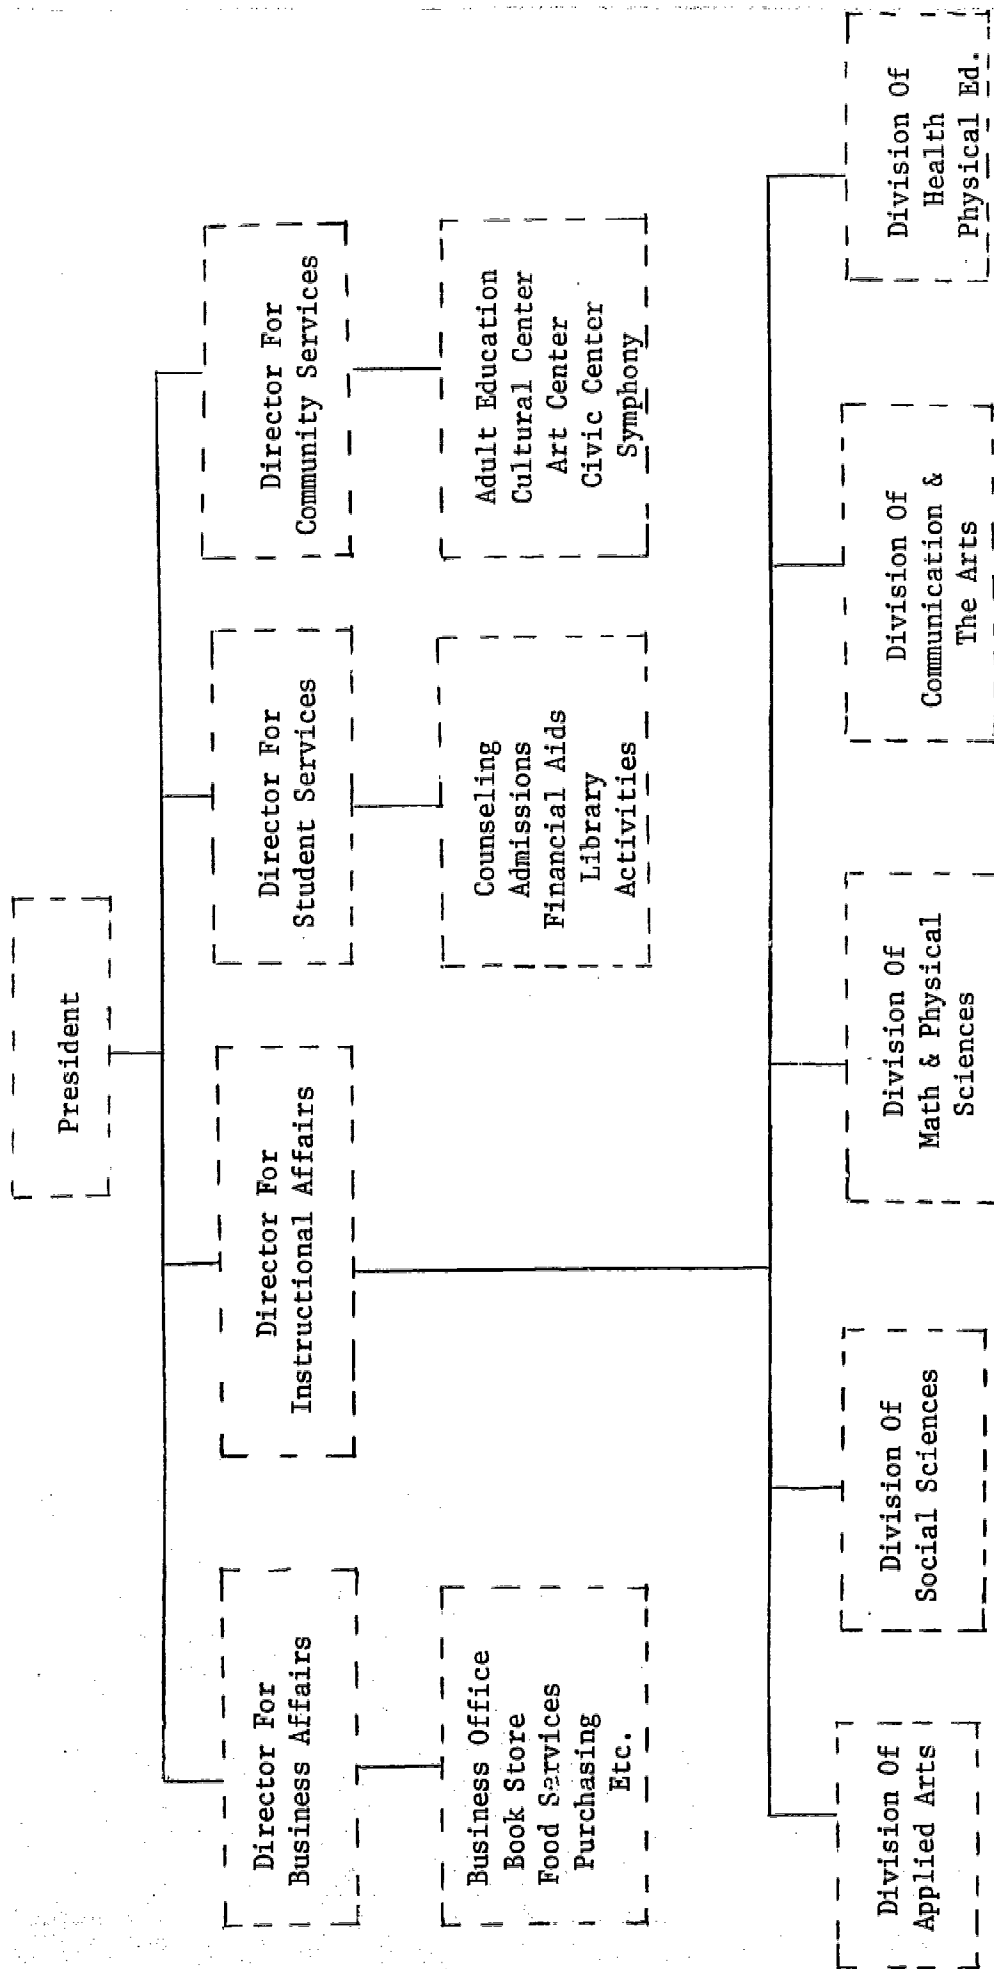 President
Director For
Business Affairs
Director For
Instructional Affairs
Director For
Student Services
Director For
Community Services
Business Office
Book Store
Food Services
Purchasing
Etc.
Counseling
Admissions
Financial Aids
Library
Activities
Adult Education
Cultural Center
Art Center
Civic Center
Symphony
Division Of
Applied Arts
Division Of
Social Sciences
Division Of
Math & Physical
Sciences
Division Of
Communication &
The Arts
Division Of
Health
Physical Ed.